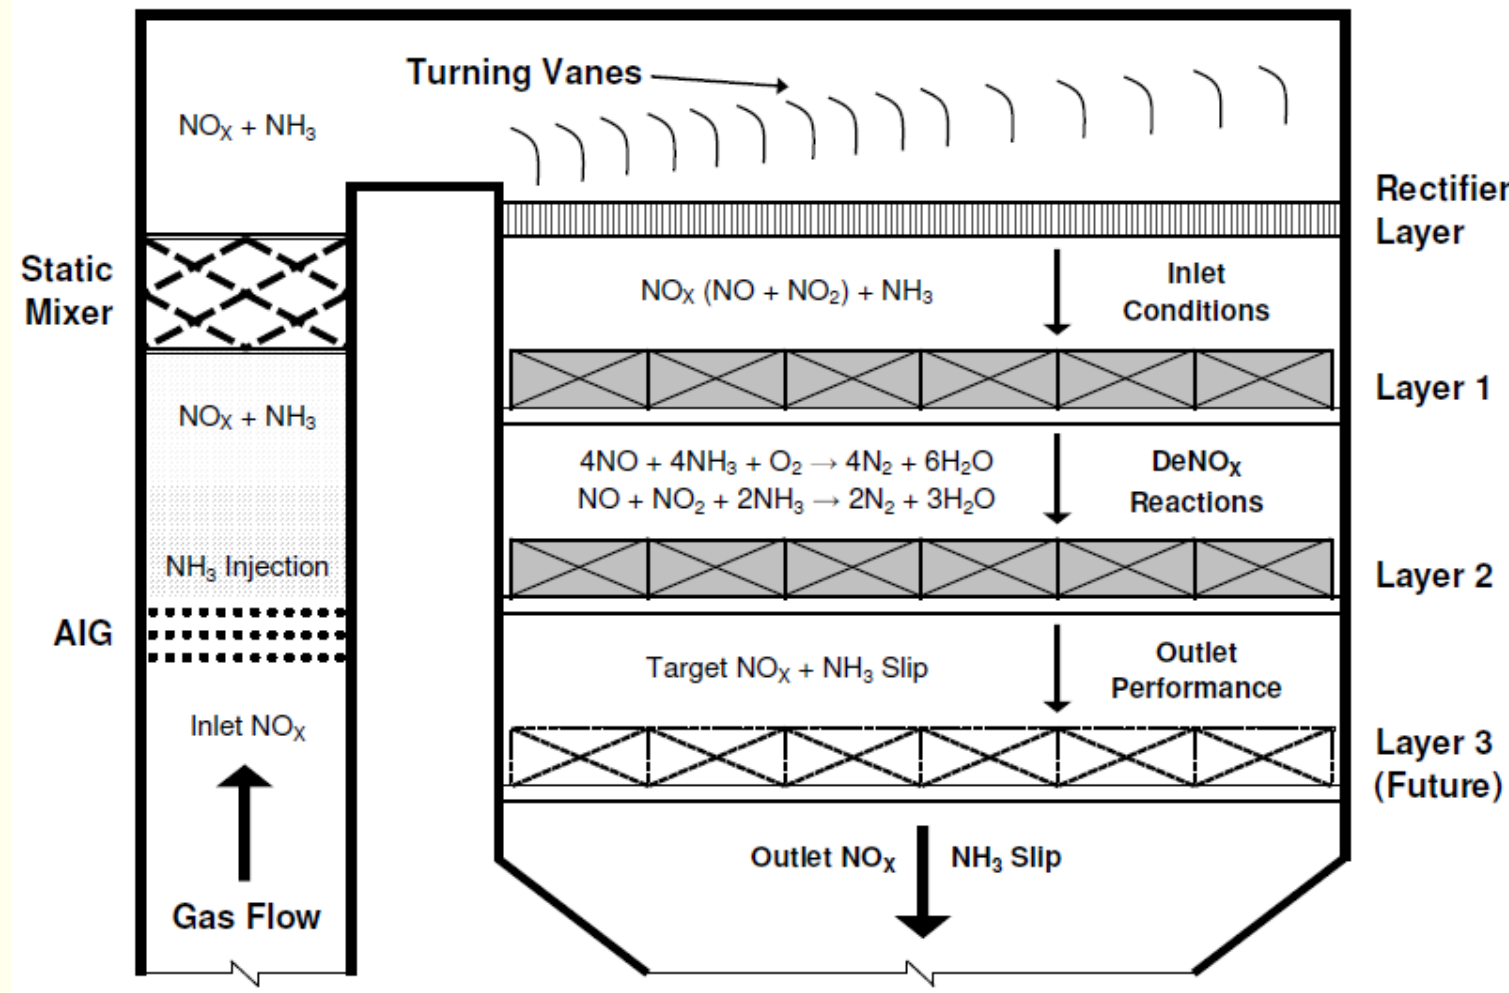 Turning Vanes
NOX + NH3
Rectifier
Layer
Static
Mixer
NOX (NO + NO2) + NH3
Inlet
Conditions
Layer 1
NOX + NH3
4NO + 4NH3 + O2 → 4N2 + 6H2O
NO + NO2 + 2NH3 → 2N2 + 3H2O
DeNOX
Reactions
NH3 Injection
Layer 2
AIG
Target NOX + NH3 Slip
Outlet
Performance
Inlet NOX
Layer 3
(Future)
Outlet NOX
NH3 Slip
Gas Flow